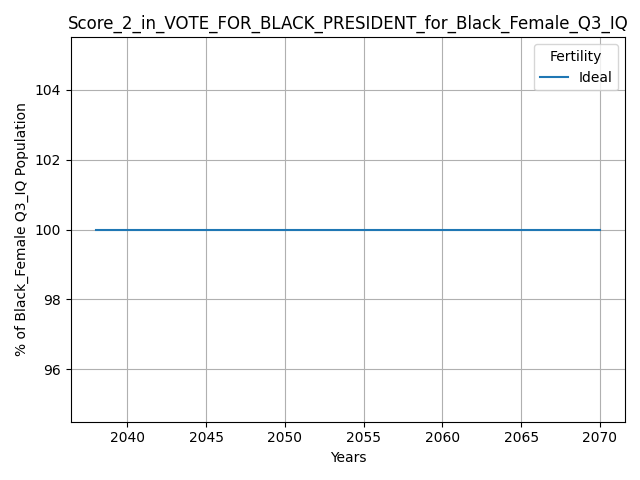 Score_2_in_VOTE_FOR_BLACK_PRESIDENT_for_Black_Female_Q3_IQ
Fertility
Ideal
% of Black_Female Q3_IQ Population
104
102
100
98
96
2040 2045 2050 2055 2060 2065 2070
Years